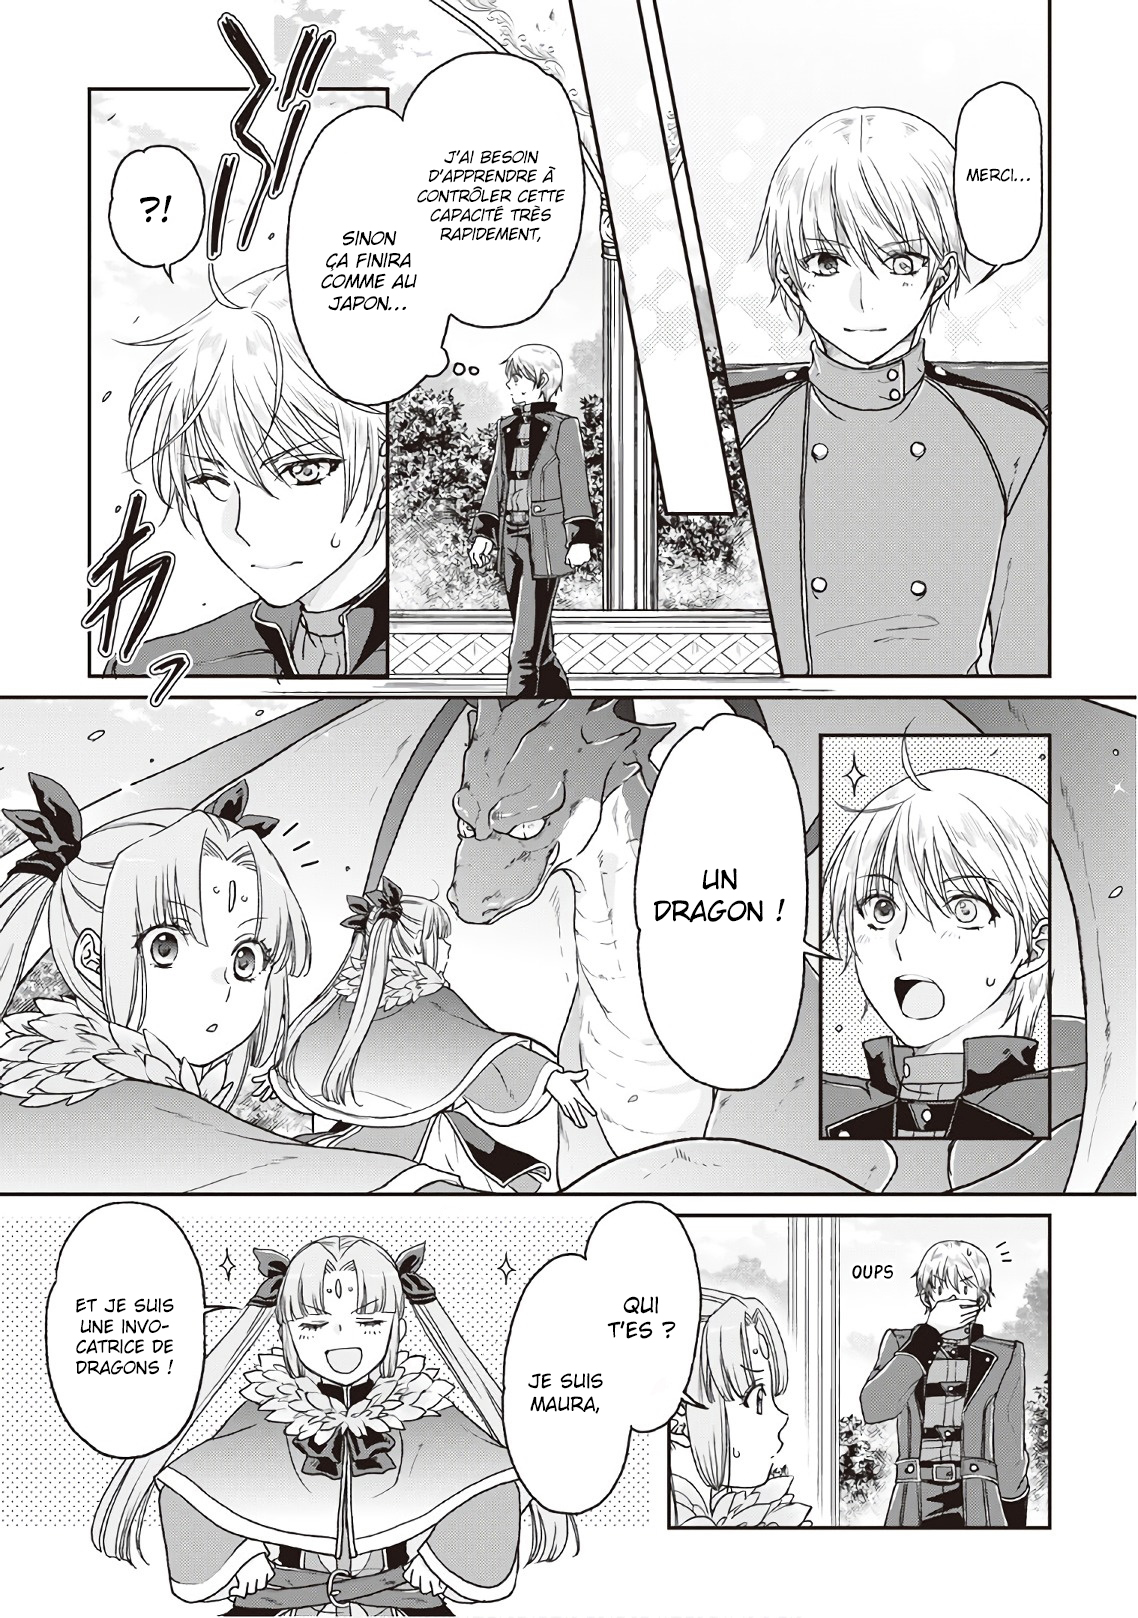 MERCI...
J'AI BESOIN
D'APPRENDRE À
CONTRÔLER CETTE
CAPACITÉ TRÈS
RAPIDEMENT,
SINON
ÇA FINIRA
COMME AU
JAPON...
?!
UN
DRAGON !
OUPS
QUI
T'ES ?
JE SUIS
MAURA,
ET JE SUIS
UNE INVO-
CATRICE DE
DRAGONS !